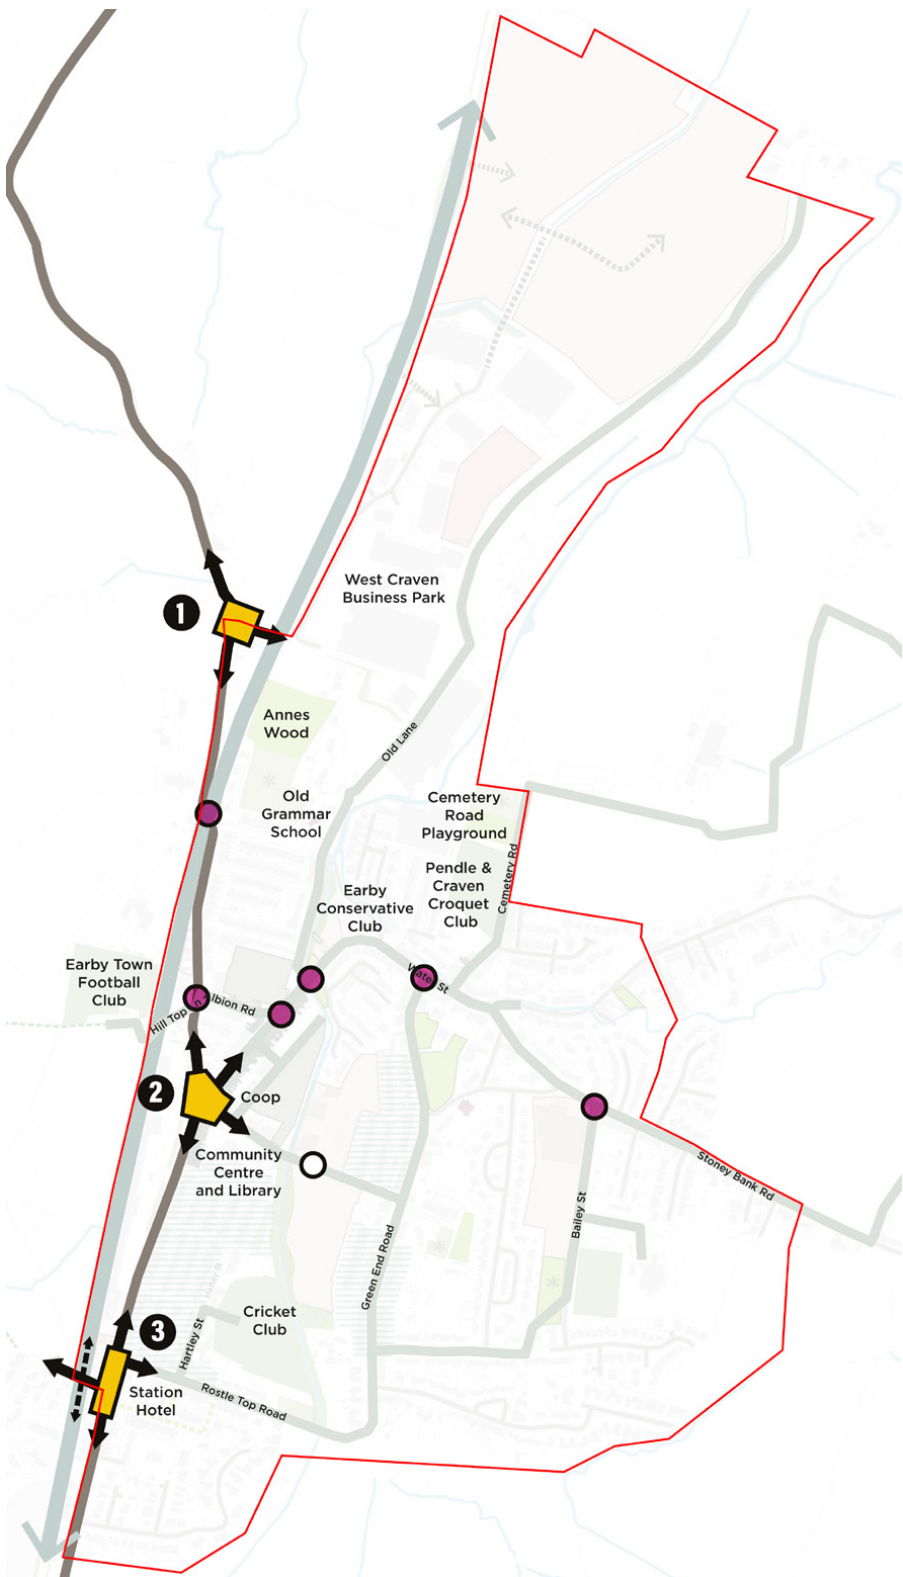 1
West Craven
Business Park
Annes
Wood
Old Lane
Old
Grammar
School
Cemetery
Road
Playground
Pendle &
Craven
Croquet
Club
Cemetery Rd
Earby
Conservative
Club
Earby Town
Football
Club
Water St
Albion Rd
Hill Top
2
Coop
Community
Centre
and Library
Stoney Bank Rd
Bailey St
Green End Road
Cricket
Club
3
Hartley St
Station
Hotel
Rostle Top Road